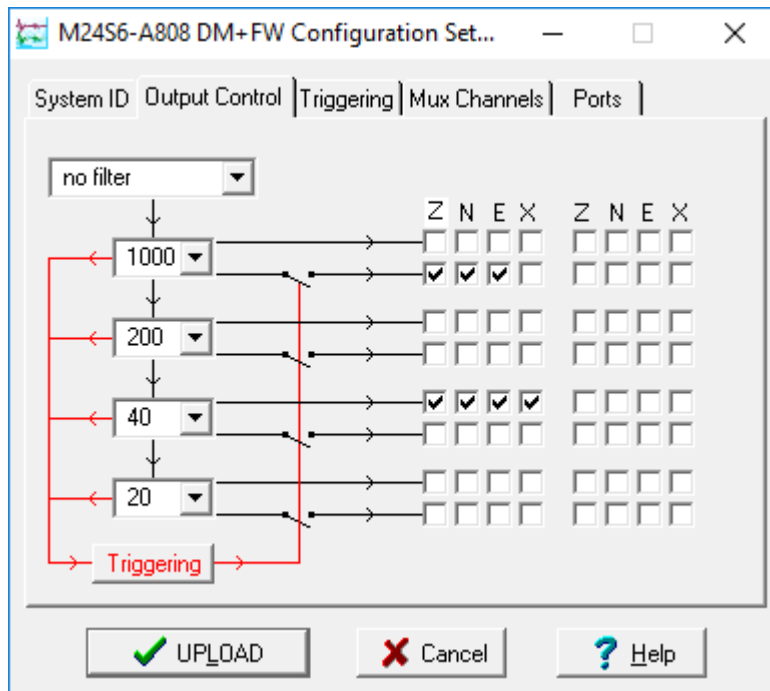 M24S6-A808 DM+FW Configuration Set...
System ID Output Control Triggering Mux Channels Ports
no filter
Z N E X Z N E X
1000
200
40
20
Triggering
UPLOAD Cancel Help